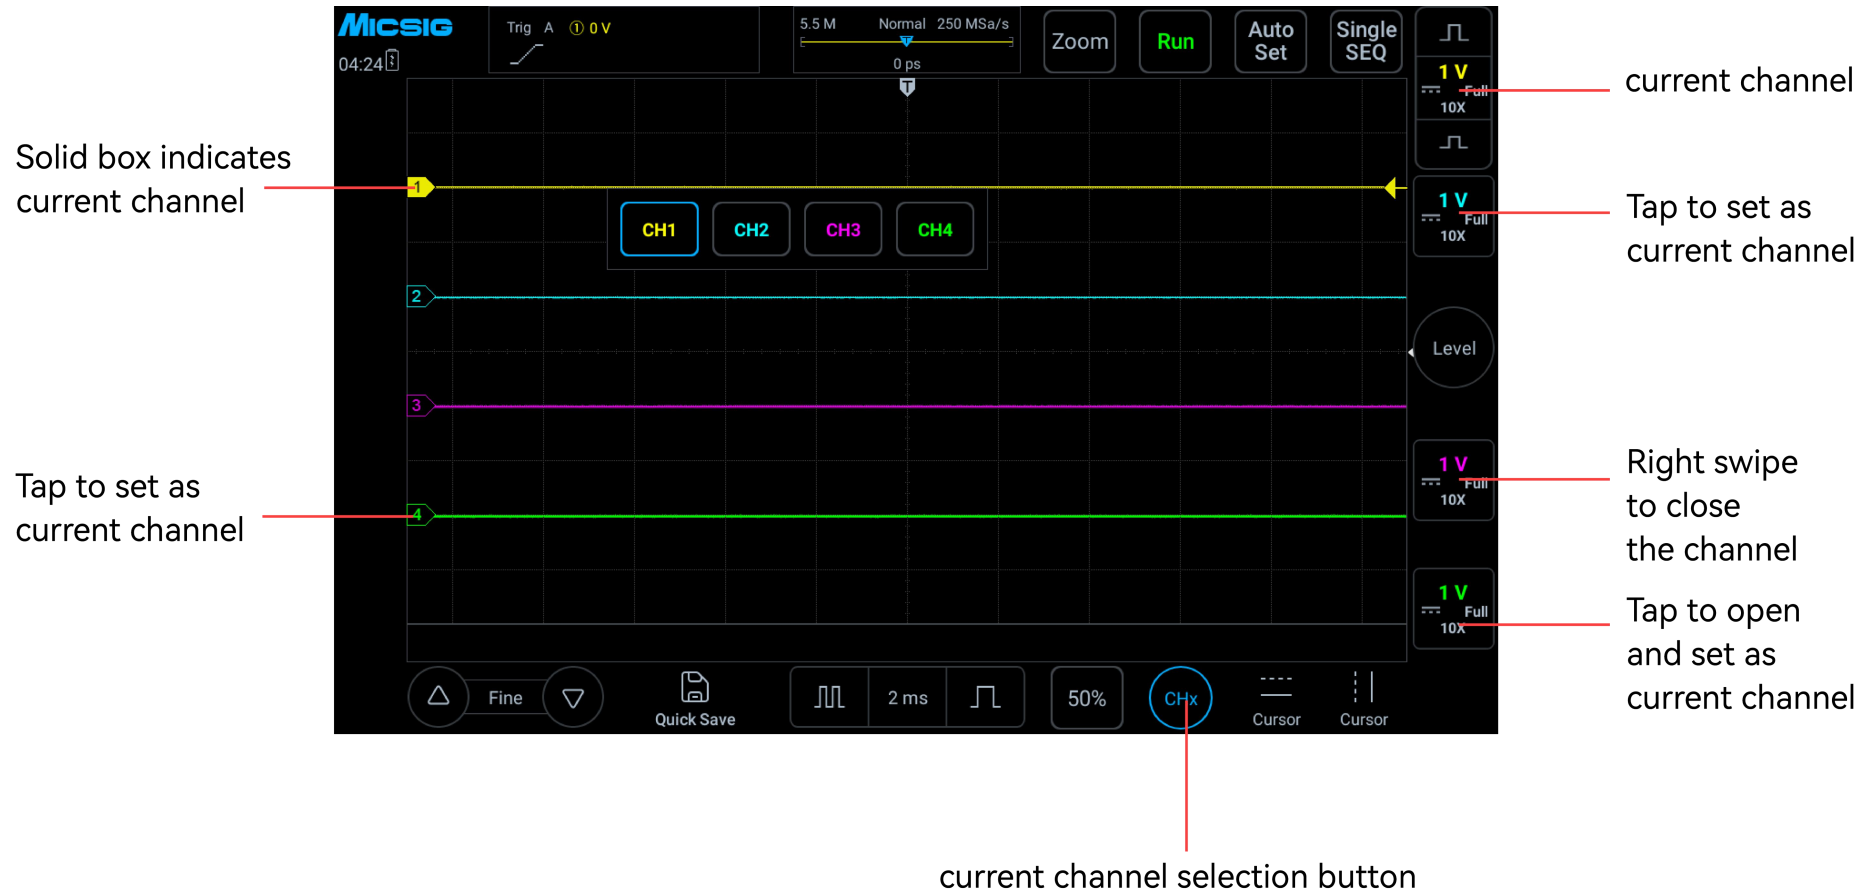 MICSIG
04:24
Trig A ① 0 V
5.5 M Normal 250 MSa/s
T
0 ps
Zoom
Run
Auto
Set
Single
SEQ
T
1 V
Full
10X
current channel
Solid box indicates
current channel
1
CH1 CH2 CH3 CH4
1 V
Full
10X
Tap to set as
current channel
2
Level
3
1 V
Full
10X
Right swipe
to close
the channel
Tap to set as
current channel
4
1 V
Full
10X
Tap to open
and set as
current channel
Fine
Quick Save
2 ms
50%
CHx
Cursor
Cursor
current channel selection button